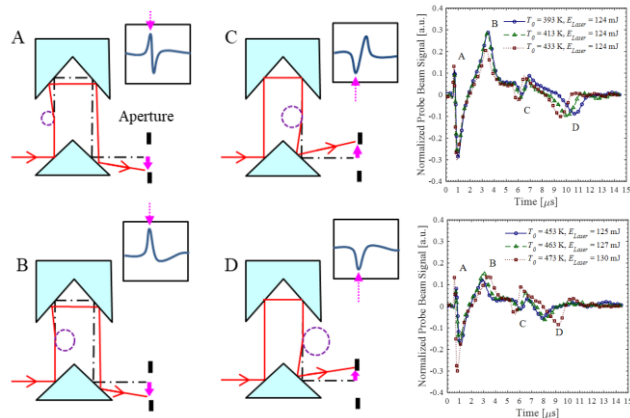 A
C
Aperture
B
D
Normalized Probe Beam Signal [a.u.]
0.4
0.3
0.2
0.1
0
-0.1
-0.2
-0.3
-0.4
T0 = 393 K, ELaser = 124 mJ
T0 = 413 K, ELaser = 124 mJ
T0 = 433 K, ELaser = 124 mJ
A
B
C
D
0 1 2 3 4 5 6 7 8 9 10 11 12 13 14 15
Time [μs]
Normalized Probe Beam Signal [a.u.]
0.4
0.3
0.2
0.1
0
-0.1
-0.2
-0.3
-0.4
T0 = 453 K, ELaser = 125 mJ
T0 = 463 K, ELaser = 127 mJ
T0 = 473 K, ELaser = 130 mJ
A
B
C
D
0 1 2 3 4 5 6 7 8 9 10 11 12 13 14 15
Time [μs]